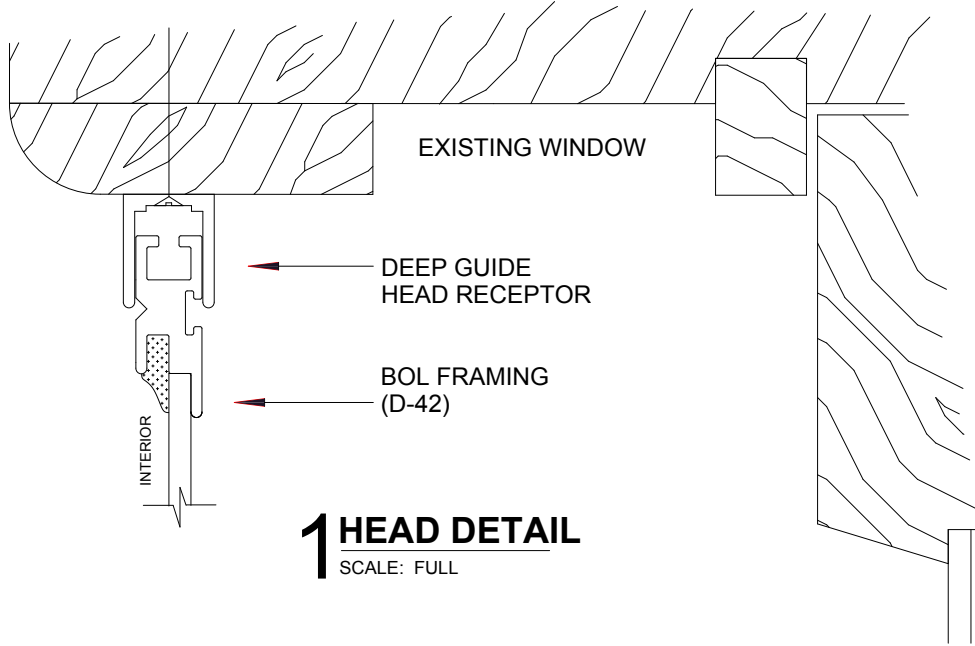 EXISTING WINDOW
DEEP GUIDE
HEAD RECEPTOR
BOL FRAMING
(D-42)
INTERIOR
1 HEAD DETAIL
SCALE: FULL